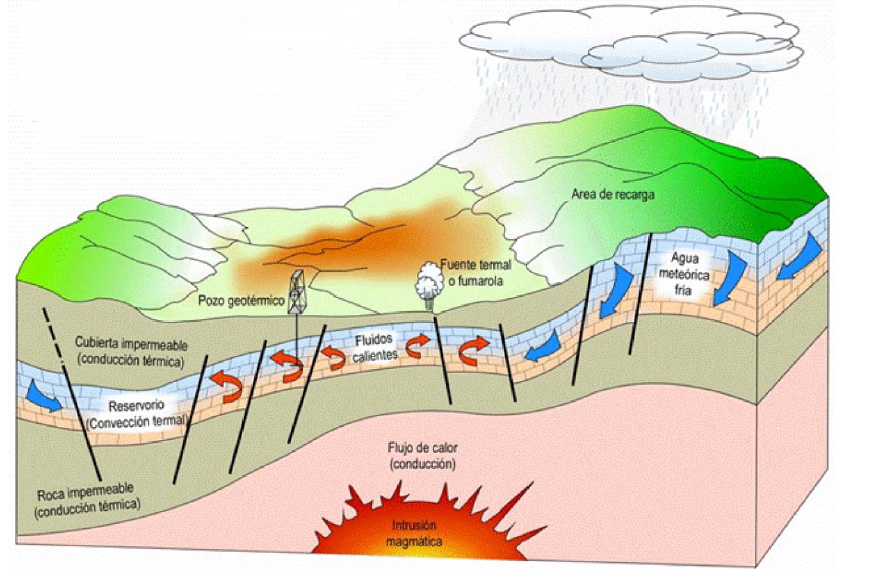 Area de recarga
Agua
meteórica
fría
Fuente termal
o fumarola
Pozo geotérmico
Cubierta impermeable
(conducción térmica)
Fluidos
calientes
Reservorio
(Convección termal)
Flujo de calor
(conducción)
Roca impermeable
(conducción térmica)
Intrusión
magmática